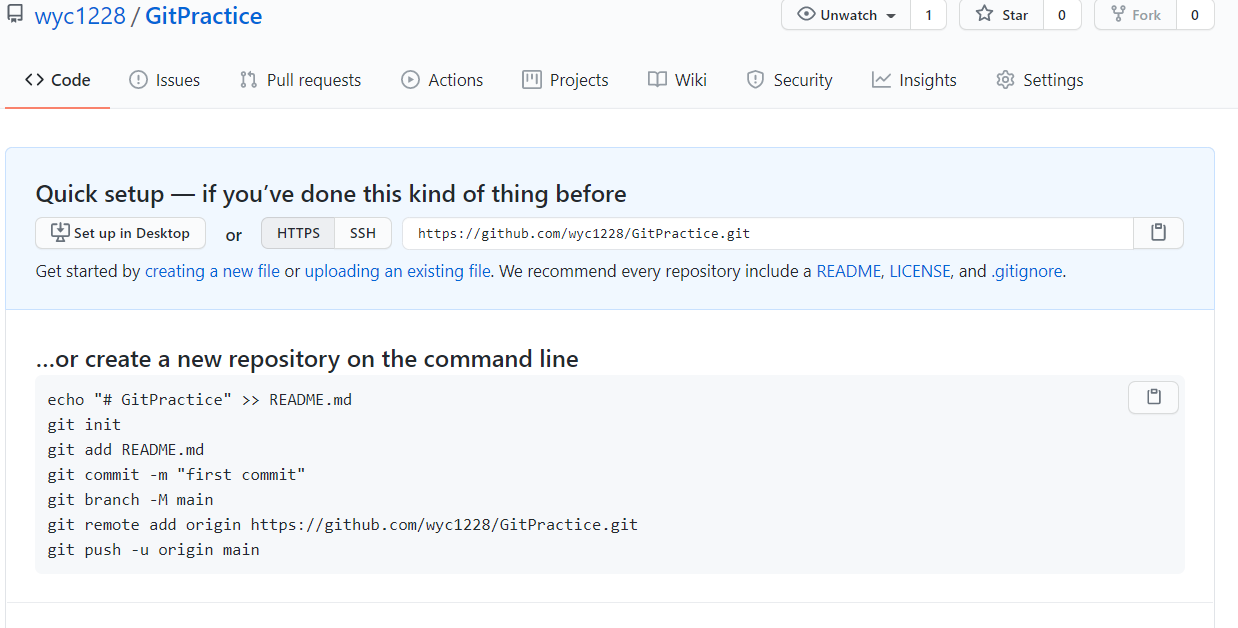 wyc1228 / GitPractice
Unwatch 1 Star 0 Fork 0
Code Issues Pull requests Actions Projects Wiki Security Insights Settings
Quick setup — if you’ve done this kind of thing before
Set up in Desktop or HTTPS SSH https://github.com/wyc1228/GitPractice.git
Get started by creating a new file or uploading an existing file. We recommend every repository include a README, LICENSE, and .gitignore.
…or create a new repository on the command line
echo "# GitPractice" >> README.md
git init
git add README.md
git commit -m "first commit"
git branch -M main
git remote add origin https://github.com/wyc1228/GitPractice.git
git push -u origin main